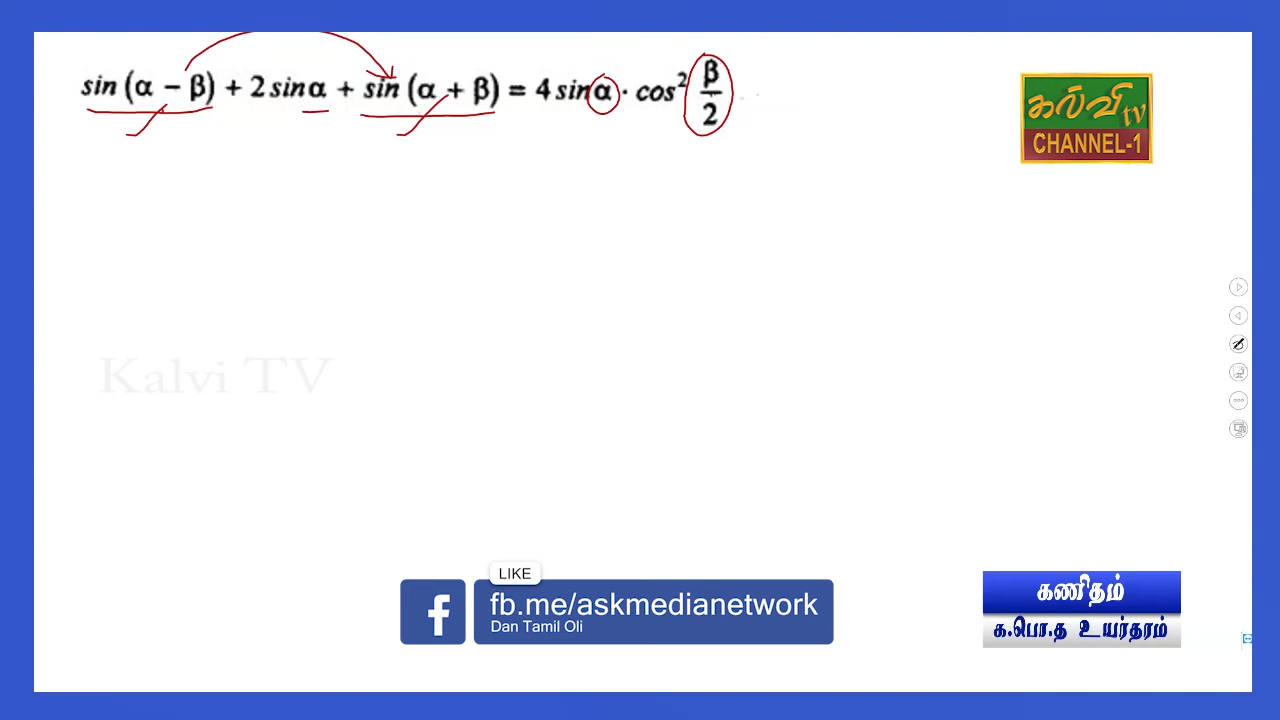 sin (α − β) + 2 sin α + sin (α + β) = 4 sin α · cos² β/2
கல்வி tv
CHANNEL-1
Kalvi TV
LIKE
f fb.me/askmedianetwork
Dan Tamil Oli
கணிதம்
க.பொ.த உயர்தரம்